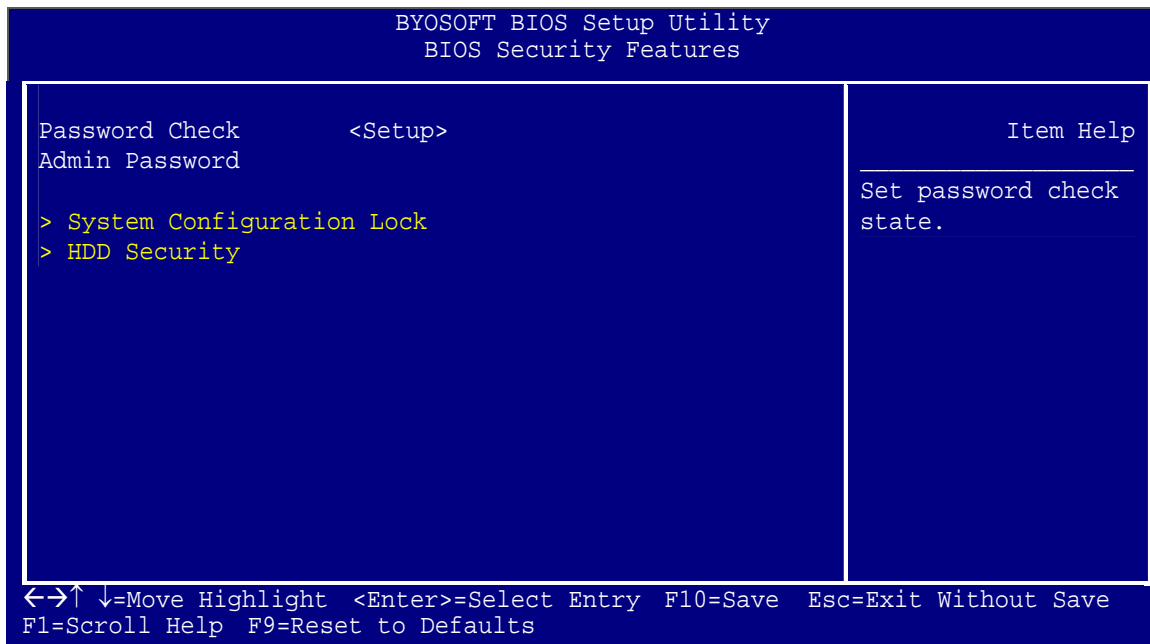 BYOSOFT BIOS Setup Utility
BIOS Security Features
Password Check <Setup>
Admin Password
> System Configuration Lock
> HDD Security
Item Help
Set password check
state.
←→↑ ↓=Move Highlight <Enter>=Select Entry F10=Save Esc=Exit Without Save
F1=Scroll Help F9=Reset to Defaults